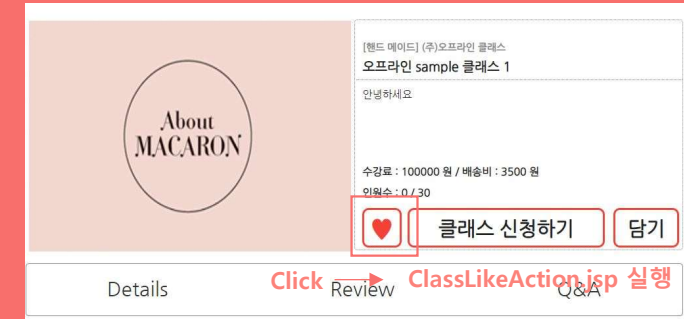 About
MACARON
[핸드 메이드] (주)오프라인 클래스
오프라인 sample 클래스 1
안녕하세요
수강료 : 100000 원 / 배송비 : 3500 원
인원수 : 0 / 30
클래스 신청하기
담기
Click
ClassLikeAction.jsp 실행
Details
Review
Q&A